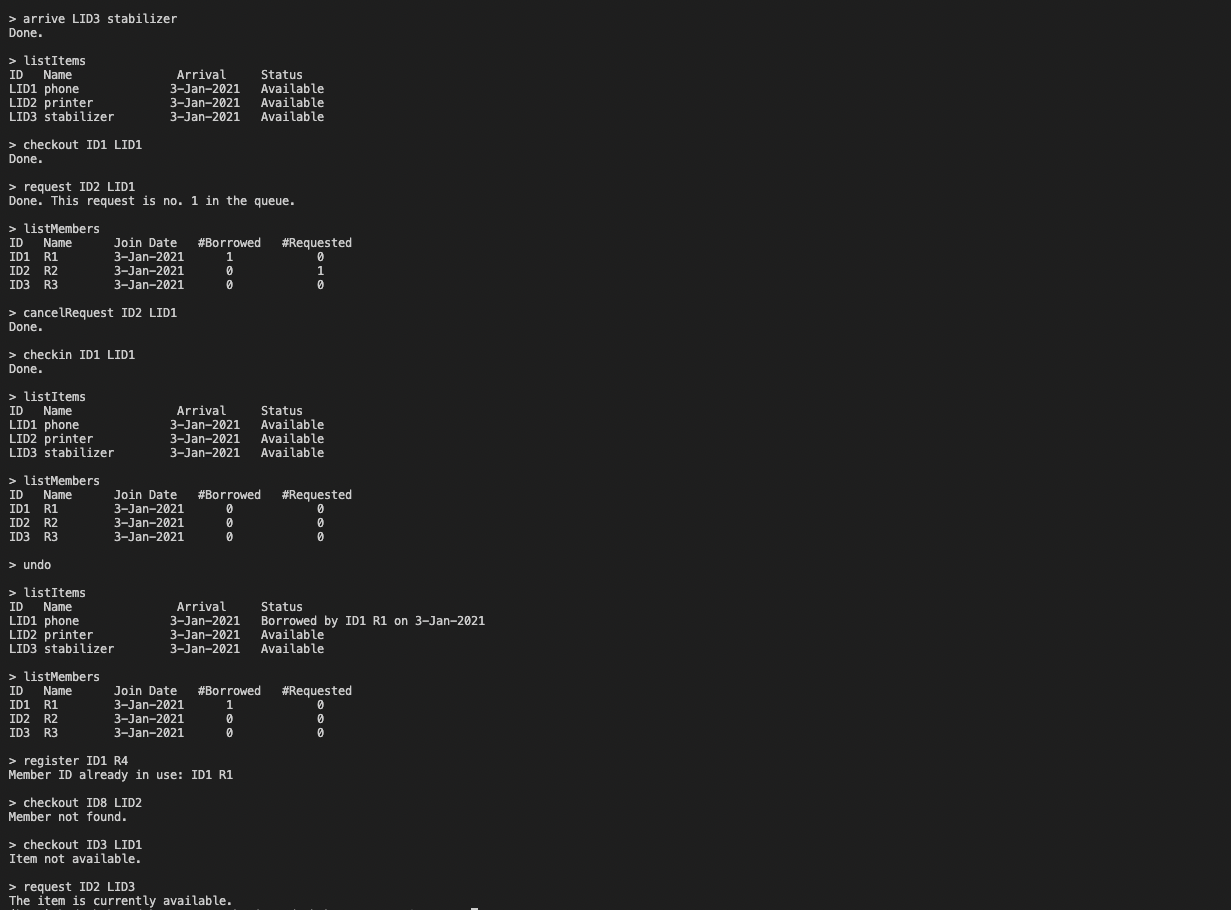 > arrive LID3 stabilizer
Done.
> listItems
ID   Name               Arrival     Status
LID1 phone             3-Jan-2021   Available
LID2 printer           3-Jan-2021   Available
LID3 stabilizer        3-Jan-2021   Available
> checkout ID1 LID1
Done.
> request ID2 LID1
Done. This request is no. 1 in the queue.
> listMembers
ID   Name      Join Date   #Borrowed   #Requested
ID1  R1        3-Jan-2021      1            0
ID2  R2        3-Jan-2021      0            1
ID3  R3        3-Jan-2021      0            0
> cancelRequest ID2 LID1
Done.
> checkin ID1 LID1
Done.
> listItems
ID   Name               Arrival     Status
LID1 phone             3-Jan-2021   Available
LID2 printer           3-Jan-2021   Available
LID3 stabilizer        3-Jan-2021   Available
> listMembers
ID   Name      Join Date   #Borrowed   #Requested
ID1  R1        3-Jan-2021      0            0
ID2  R2        3-Jan-2021      0            0
ID3  R3        3-Jan-2021      0            0
> undo
> listItems
ID   Name               Arrival     Status
LID1 phone             3-Jan-2021   Borrowed by ID1 R1 on 3-Jan-2021
LID2 printer           3-Jan-2021   Available
LID3 stabilizer        3-Jan-2021   Available
> listMembers
ID   Name      Join Date   #Borrowed   #Requested
ID1  R1        3-Jan-2021      1            0
ID2  R2        3-Jan-2021      0            0
ID3  R3        3-Jan-2021      0            0
> register ID1 R4
Member ID already in use: ID1 R1
> checkout ID8 LID2
Member not found.
> checkout ID3 LID1
Item not available.
> request ID2 LID3
The item is currently available.